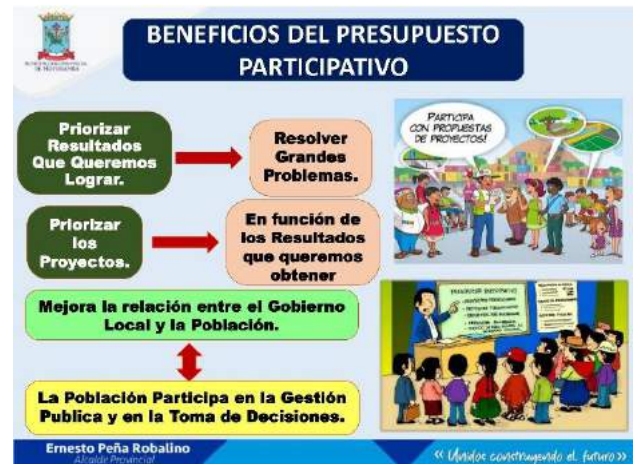 BENEFICIOS DEL PRESUPUESTO
PARTICIPATIVO
Priorizar
Resultados
Que Queremos
Lograr.
Resolver
Grandes
Problemas.
Priorizar
los
Proyectos.
En función de
los Resultados
que queremos
obtener
Mejora la relación entre el Gobierno
Local y la Población.
La Población Participa en la Gestión
Publica y en la Toma de Decisiones.
PARTICIPA
CON PROPUESTAS
DE PROYECTOS!
Ernesto Peña Robalino
Alcalde Provincial
<< Unidos construyendo el futuro >>